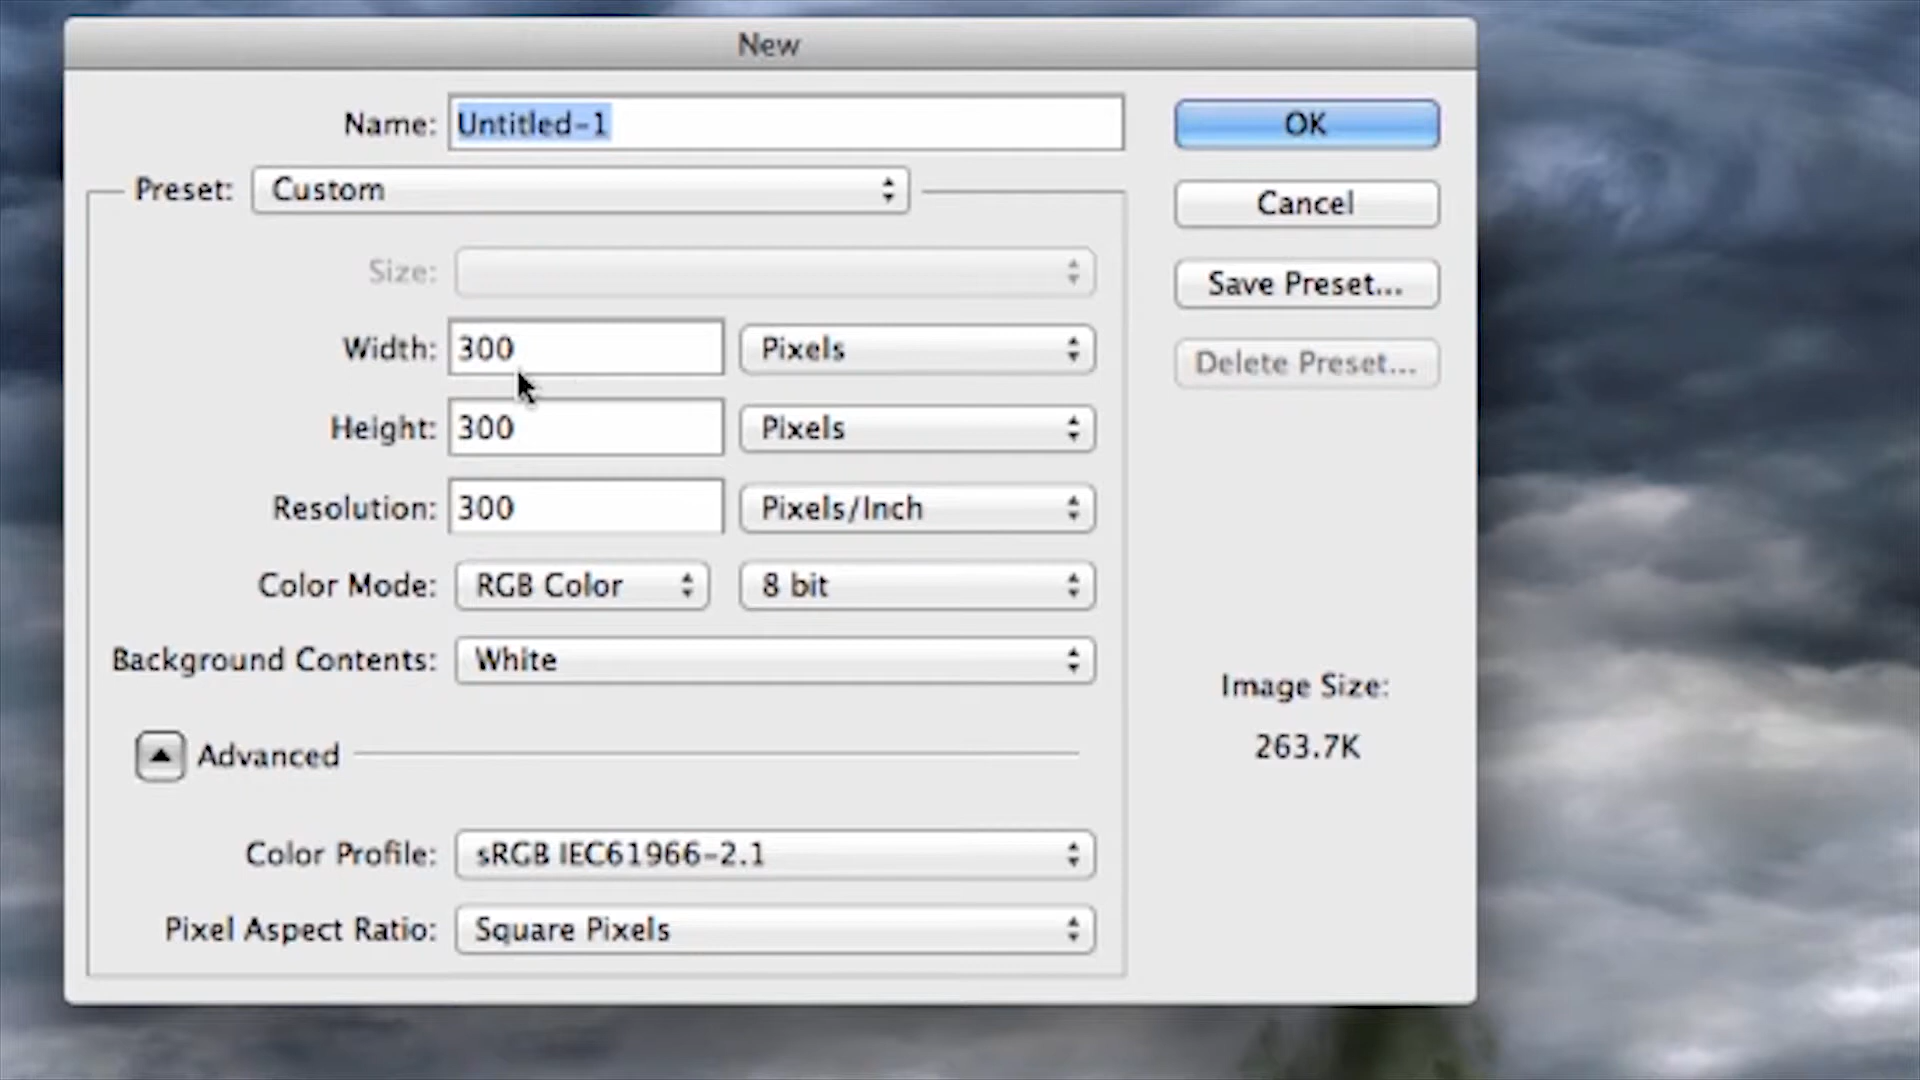 New
Name: Untitled-1
OK
Preset: Custom
Cancel
Size:
Save Preset...
Width: 300 Pixels
Delete Preset...
Height: 300 Pixels
Resolution: 300 Pixels/Inch
Color Mode: RGB Color 8 bit
Background Contents: White
Image Size:
263.7K
Advanced
Color Profile: sRGB IEC61966-2.1
Pixel Aspect Ratio: Square Pixels